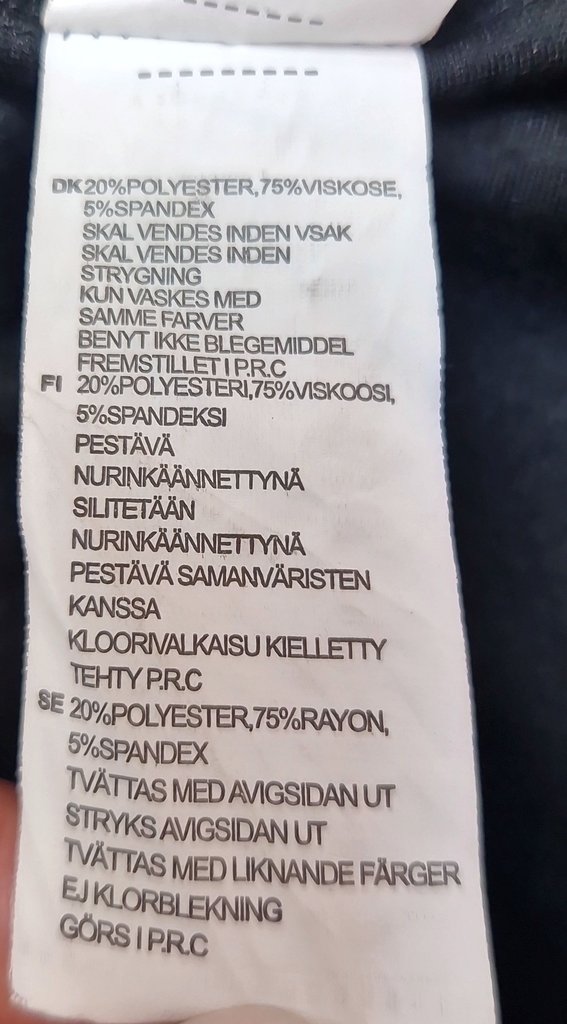 DK 20%POLYESTER,75%VISKOSE,
5%SPANDEX
SKAL VENDES INDEN VSAK
SKAL VENDES INDEN
STRYGNING
KUN VASKES MED
SAMME FARVER
BENYT IKKE BLEGEMIDDEL
FREMSTILLET I P.R.C
FI 20%POLYESTERI,75%VISKOOSI,
5%SPANDEKSI
PESTÄVÄ
NURINKÄÄNNETTYNÄ
SILITETÄÄN
NURINKÄÄNNETTYNÄ
PESTÄVÄ SAMANVÄRISTEN
KANSSA
KLOORIVALKAISU KIELLETTY
TEHTY P.R.C
SE 20%POLYESTER,75%RAYON,
5%SPANDEX
TVÄTTAS MED AVIGSIDAN UT
STRYKS AVIGSIDAN UT
TVÄTTAS MED LIKNANDE FÄRGER
EJ KLORBLEKNING
GÖRS I P.R.C